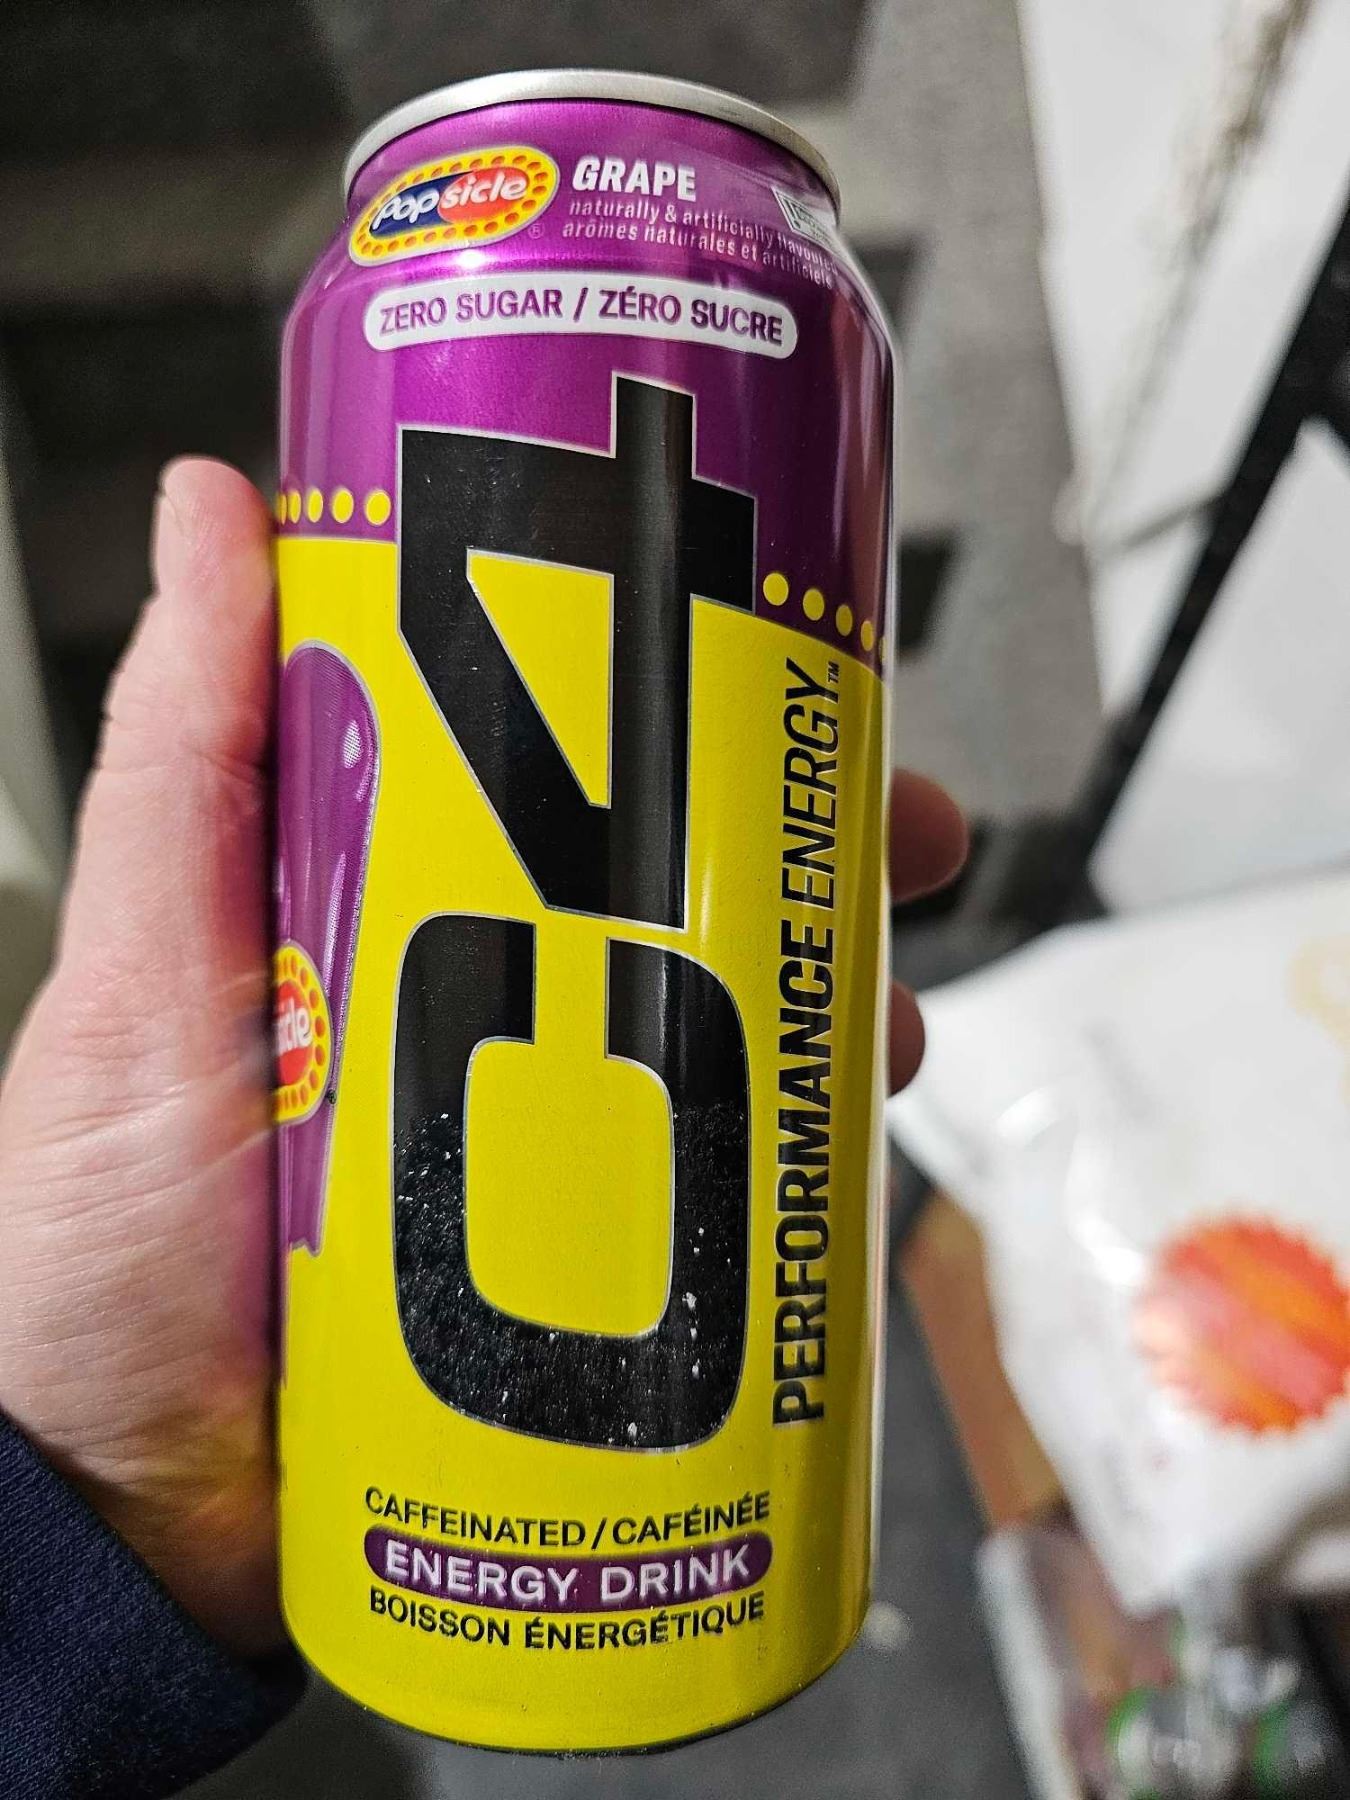 Popsicle
®
GRAPE
naturally & artificially flavoured
arômes naturales et artificiels
ZERO SUGAR / ZÉRO SUCRE
C4
PERFORMANCE ENERGY™
sicle
CAFFEINATED / CAFÉINÉE
ENERGY DRINK
BOISSON ÉNERGÉTIQUE